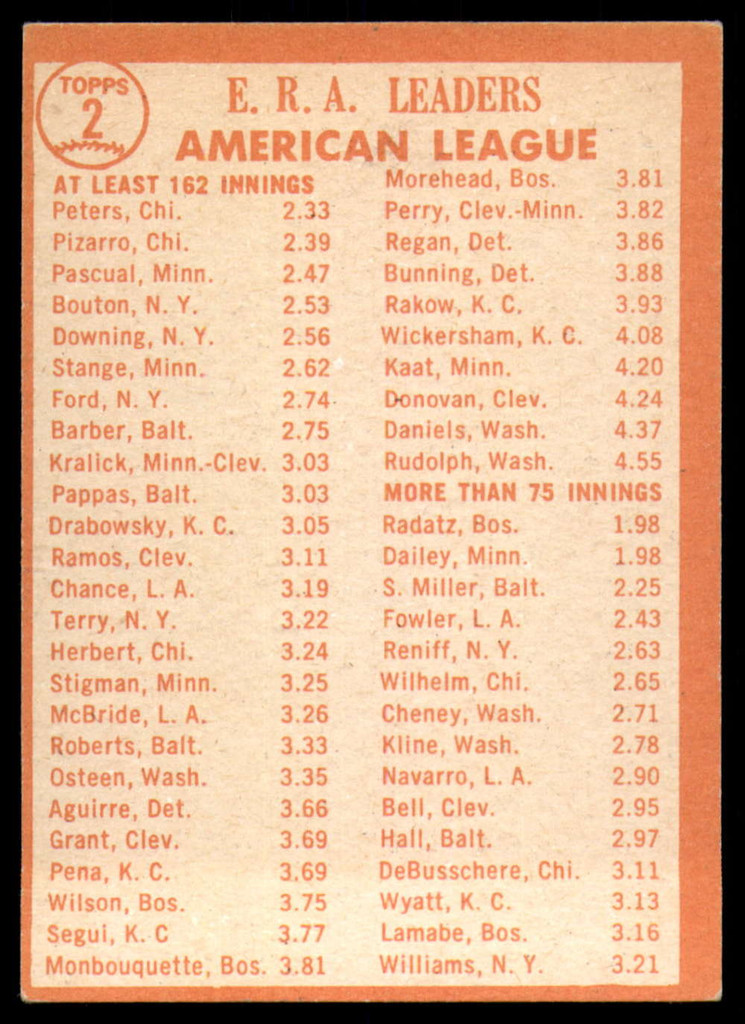 TOPPS
2
E. R. A. LEADERS
AMERICAN LEAGUE
AT LEAST 162 INNINGS
Peters, Chi. 2.33
Pizarro, Chi. 2.39
Pascual, Minn. 2.47
Bouton, N. Y. 2.53
Downing, N. Y. 2.56
Stange, Minn. 2.62
Ford, N. Y. 2.74
Barber, Balt. 2.75
Kralick, Minn.-Clev. 3.03
Pappas, Balt. 3.03
Drabowsky, K. C. 3.05
Ramos, Clev. 3.11
Chance, L. A. 3.19
Terry, N. Y. 3.22
Herbert, Chi. 3.24
Stigman, Minn. 3.25
McBride, L. A. 3.26
Roberts, Balt. 3.33
Osteen, Wash. 3.35
Aguirre, Det. 3.66
Grant, Clev. 3.69
Pena, K. C. 3.69
Wilson, Bos. 3.75
Segui, K. C 3.77
Monbouquette, Bos. 3.81
Morehead, Bos. 3.81
Perry, Clev.-Minn. 3.82
Regan, Det. 3.86
Bunning, Det. 3.88
Rakow, K. C. 3.93
Wickersham, K. C. 4.08
Kaat, Minn. 4.20
Donovan, Clev. 4.24
Daniels, Wash. 4.37
Rudolph, Wash. 4.55
MORE THAN 75 INNINGS
Radatz, Bos. 1.98
Dailey, Minn. 1.98
S. Miller, Balt. 2.25
Fowler, L. A. 2.43
Reniff, N. Y. 2.63
Wilhelm, Chi. 2.65
Cheney, Wash. 2.71
Kline, Wash. 2.78
Navarro, L. A. 2.90
Bell, Clev. 2.95
Hall, Balt. 2.97
DeBusschere, Chi. 3.11
Wyatt, K. C. 3.13
Lamabe, Bos. 3.16
Williams, N. Y. 3.21